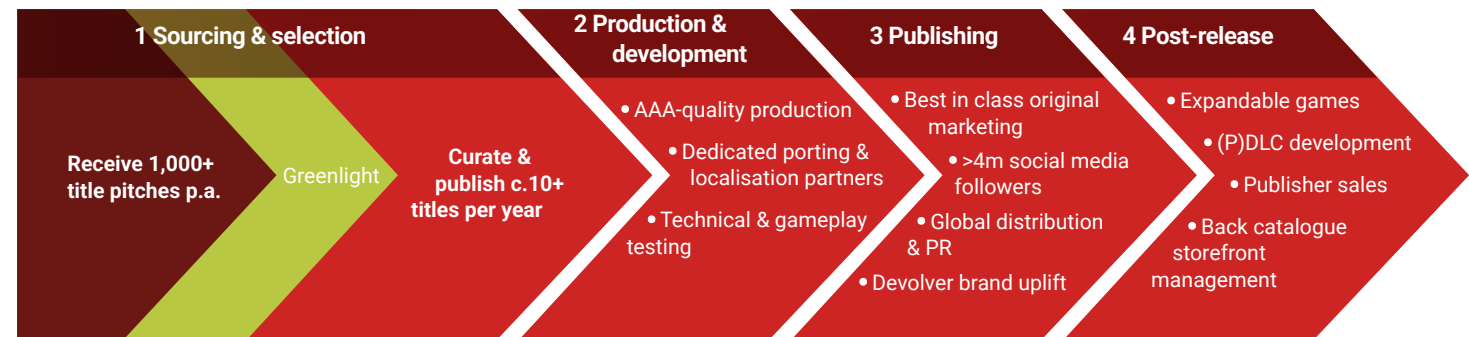 1 Sourcing & selection
Receive 1,000+
title pitches p.a.
Greenlight
Curate &
publish c.10+
titles per year
2 Production &
development
• AAA-quality production
• Dedicated porting &
localisation partners
• Technical & gameplay
testing
3 Publishing
• Best in class original
marketing
• >4m social media
followers
• Global distribution
& PR
• Devolver brand uplift
4 Post-release
• Expandable games
• (P)DLC development
• Publisher sales
• Back catalogue
storefront
management